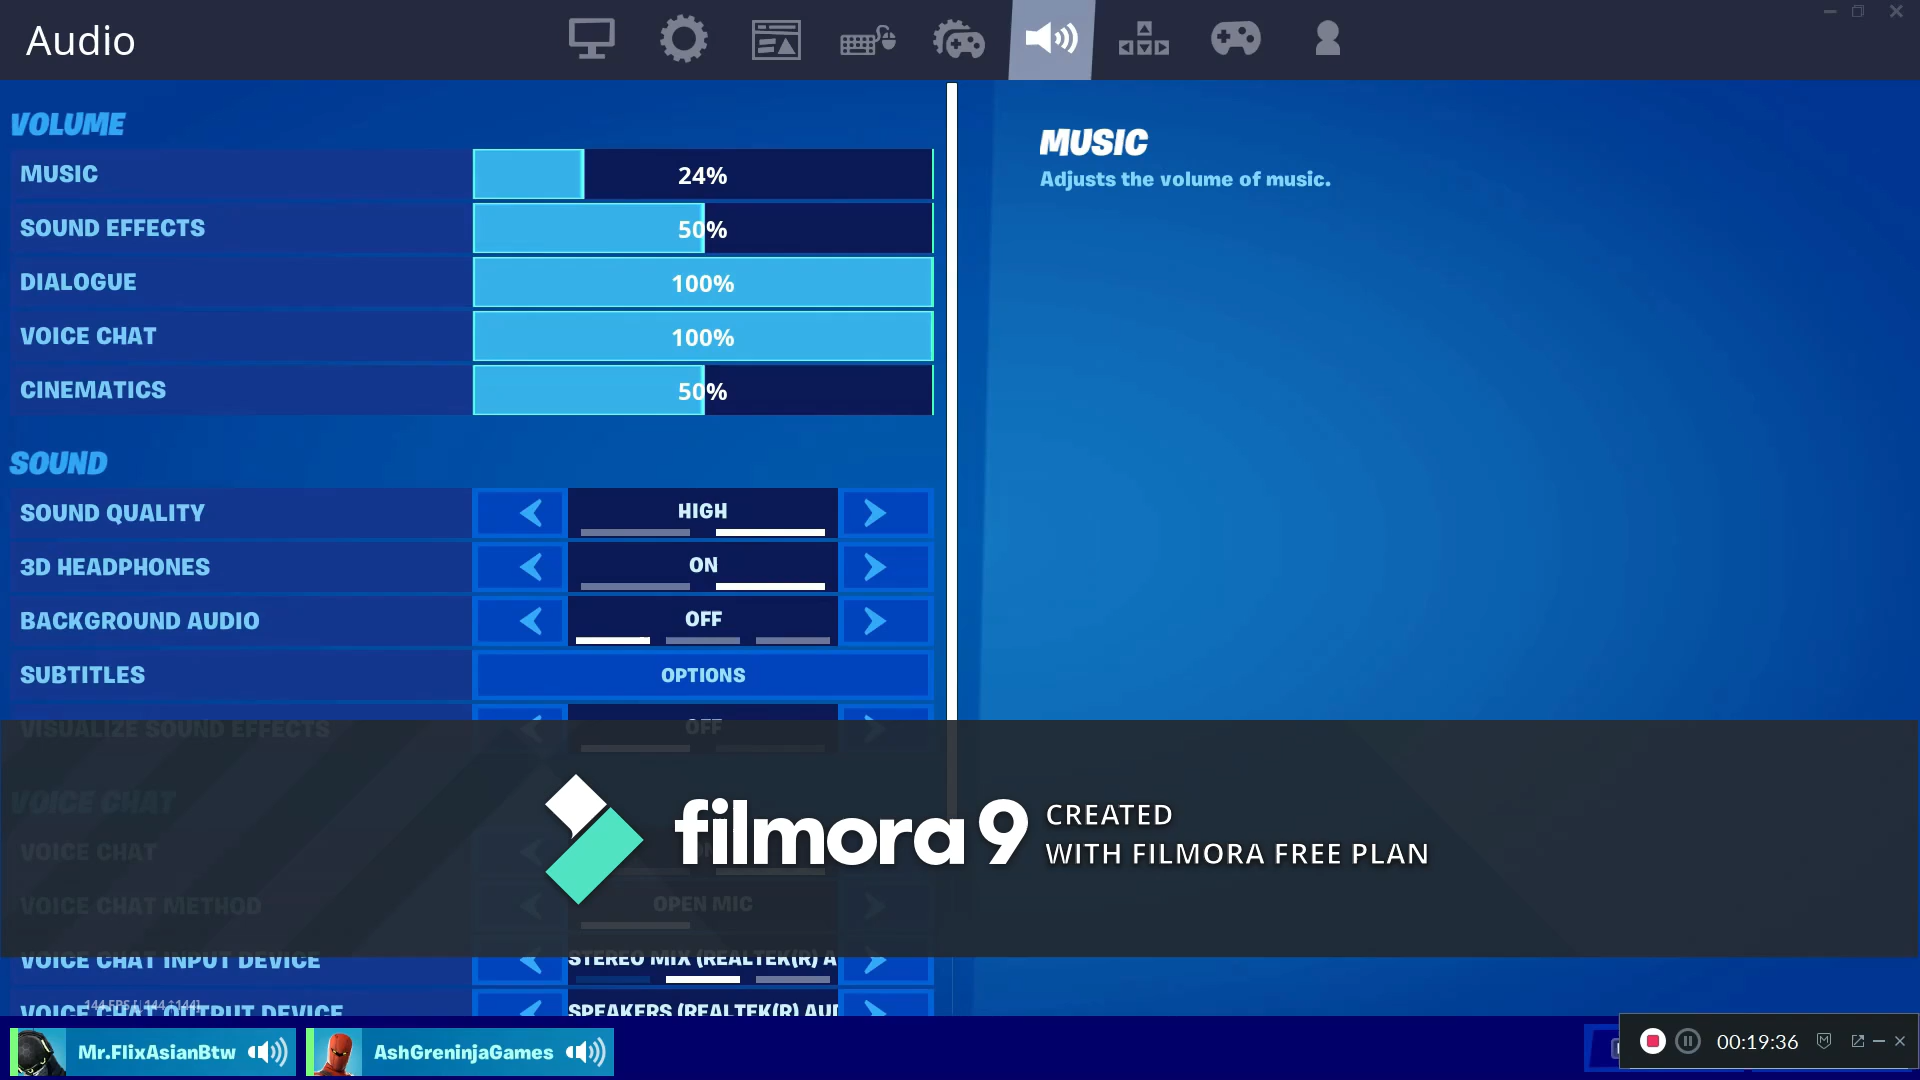 Audio
VOLUME
MUSIC 24%
SOUND EFFECTS 50%
DIALOGUE 100%
VOICE CHAT 100%
CINEMATICS 50%
SOUND
SOUND QUALITY HIGH
3D HEADPHONES ON
BACKGROUND AUDIO OFF
SUBTITLES OPTIONS
VISUALIZE SOUND EFFECTS OFF
VOICE CHAT
VOICE CHAT
VOICE CHAT METHOD OPEN MIC
VOICE CHAT INPUT DEVICE STEREO MIX (REALTEK(R) A
VOICE CHAT OUTPUT DEVICE SPEAKERS (REALTEK(R) AU
MUSIC
Adjusts the volume of music.
filmora9 CREATED
WITH FILMORA FREE PLAN
Mr.FlixAsianBtw AshGreninjaGames
00:19:36